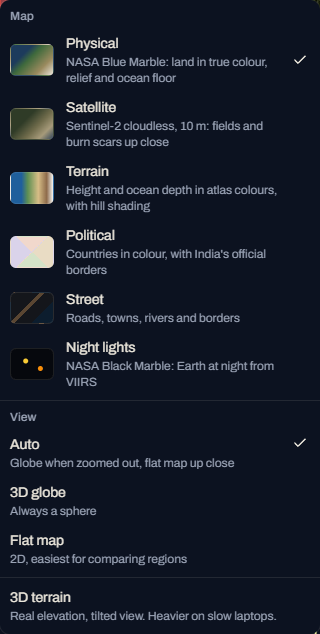 Map
Physical
NASA Blue Marble: land in true colour,
relief and ocean floor
Satellite
Sentinel-2 cloudless, 10 m: fields and
burn scars up close
Terrain
Height and ocean depth in atlas colours,
with hill shading
Political
Countries in colour, with India's official
borders
Street
Roads, towns, rivers and borders
Night lights
NASA Black Marble: Earth at night from
VIIRS
View
Auto
Globe when zoomed out, flat map up close
3D globe
Always a sphere
Flat map
2D, easiest for comparing regions
3D terrain
Real elevation, tilted view. Heavier on slow laptops.